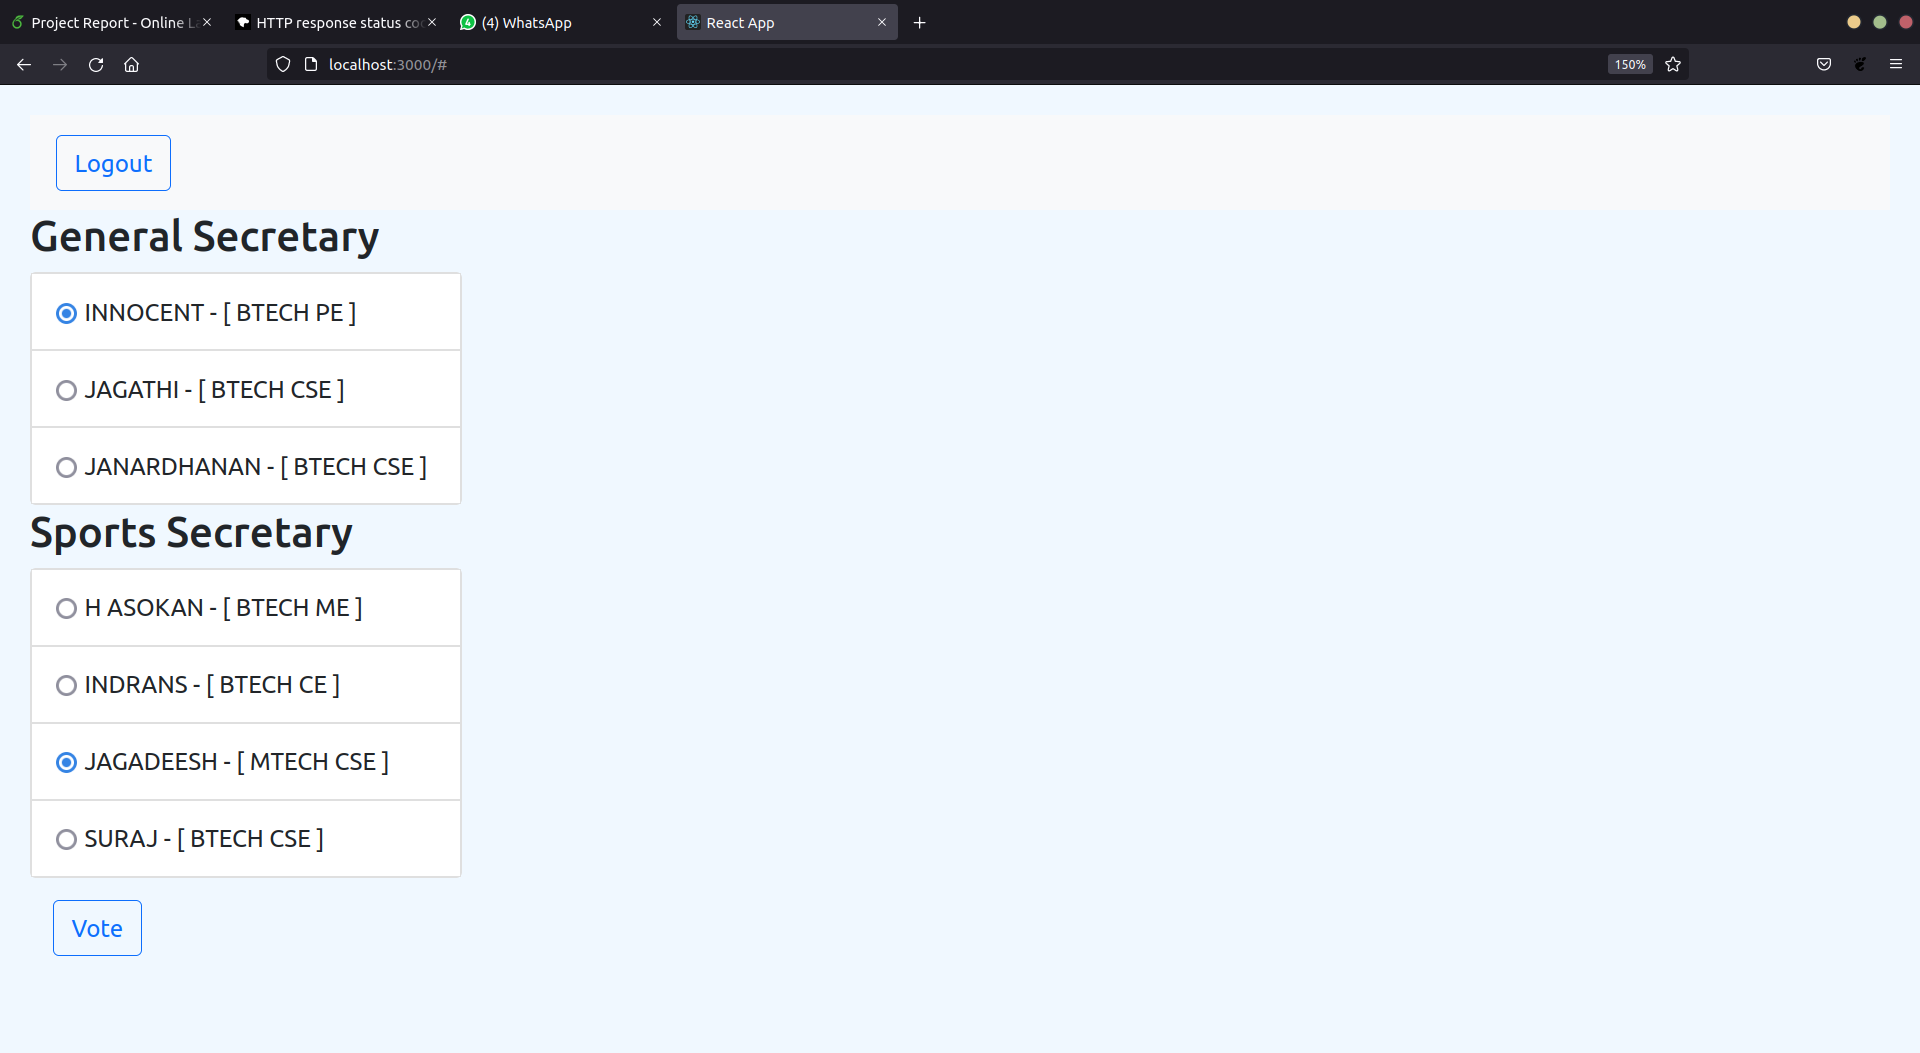 Project Report - Online
HTTP response status
(4) WhatsApp
React App
localhost:3000/#
150%
Logout
General Secretary
INNOCENT - [ BTECH PE ]
JAGATHI - [ BTECH CSE ]
JANARDHANAN - [ BTECH CSE ]
Sports Secretary
H ASOKAN - [ BTECH ME ]
INDRANS - [ BTECH CE ]
JAGADEESH - [ MTECH CSE ]
SURAJ - [ BTECH CSE ]
Vote